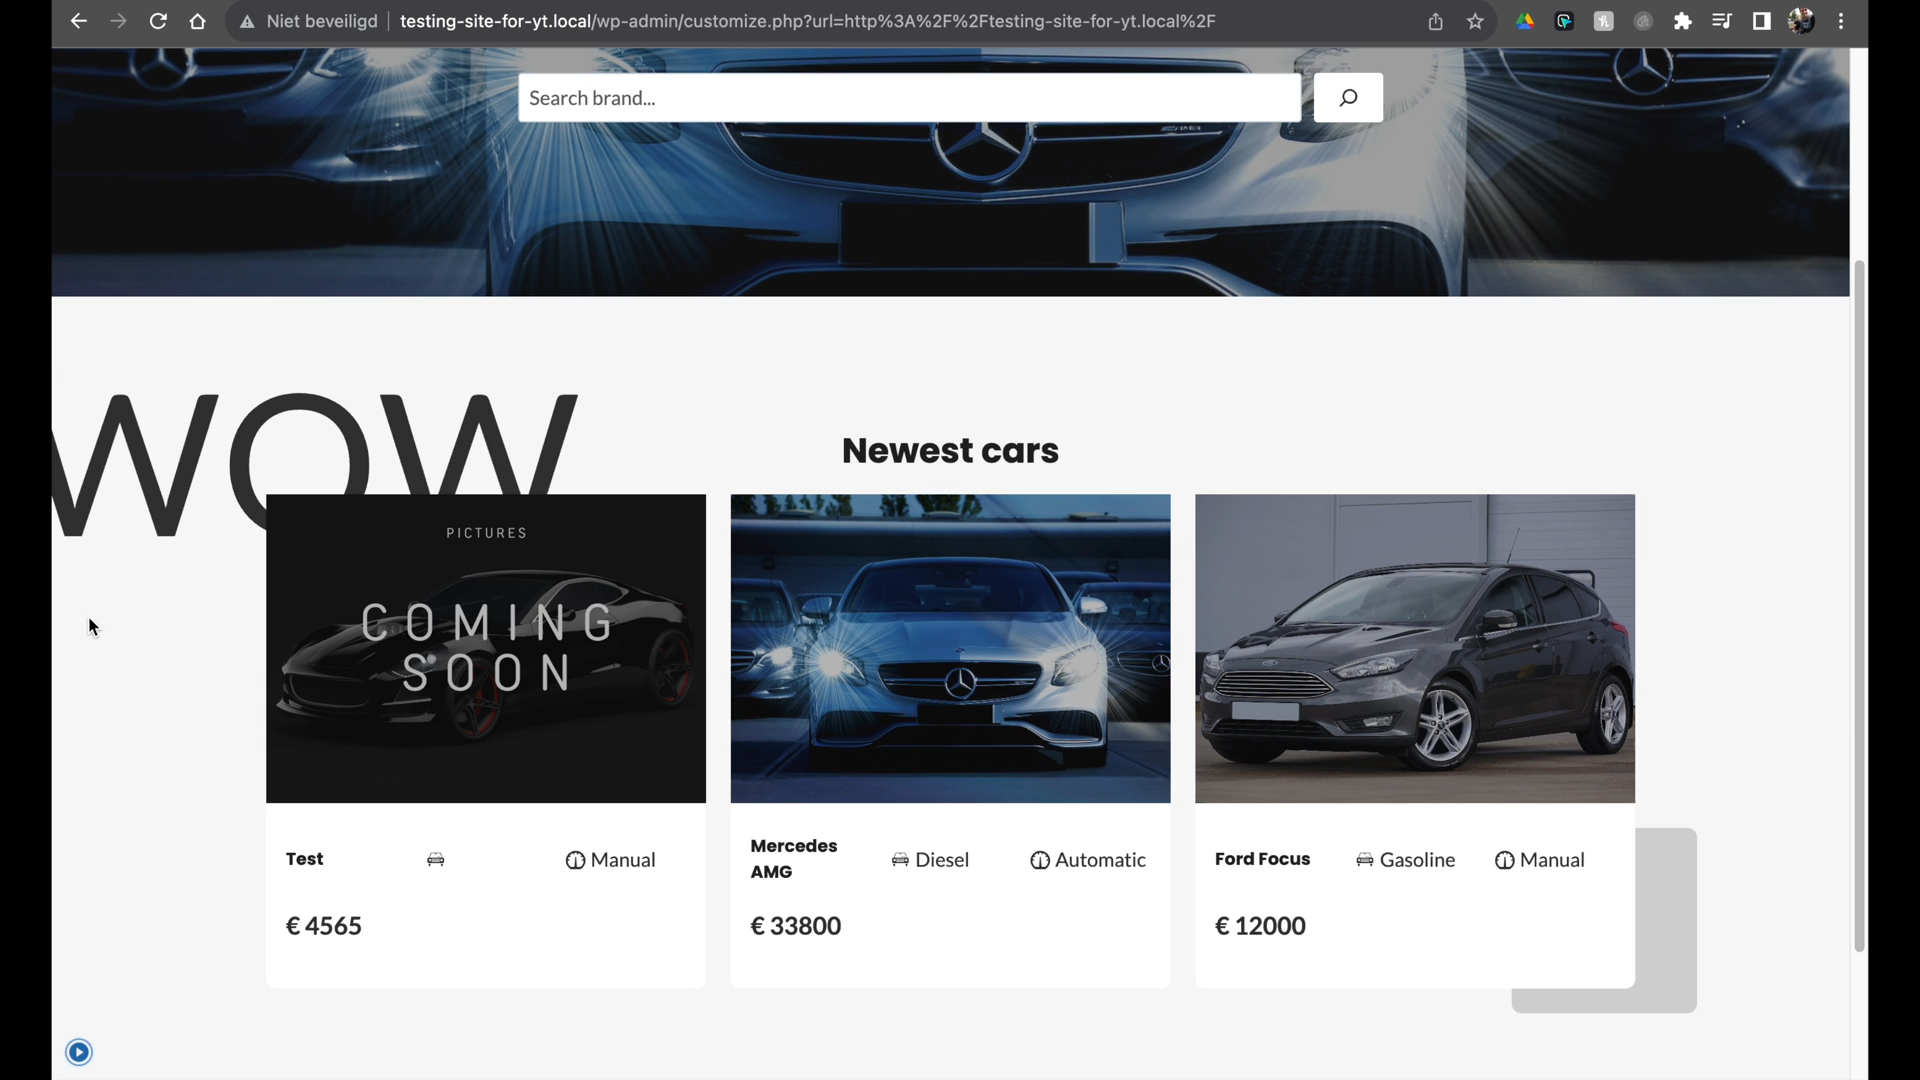 Niet beveiligd testing-site-for-yt.local/wp-admin/customize.php?url=http%3A%2F%2Ftesting-site-for-yt.local%2F
Search brand...
WOW
Newest cars
PICTURES
COMING
SOON
Test Manual
€ 4565
Mercedes
AMG
Diesel Automatic
€ 33800
Ford Focus Gasoline Manual
€ 12000